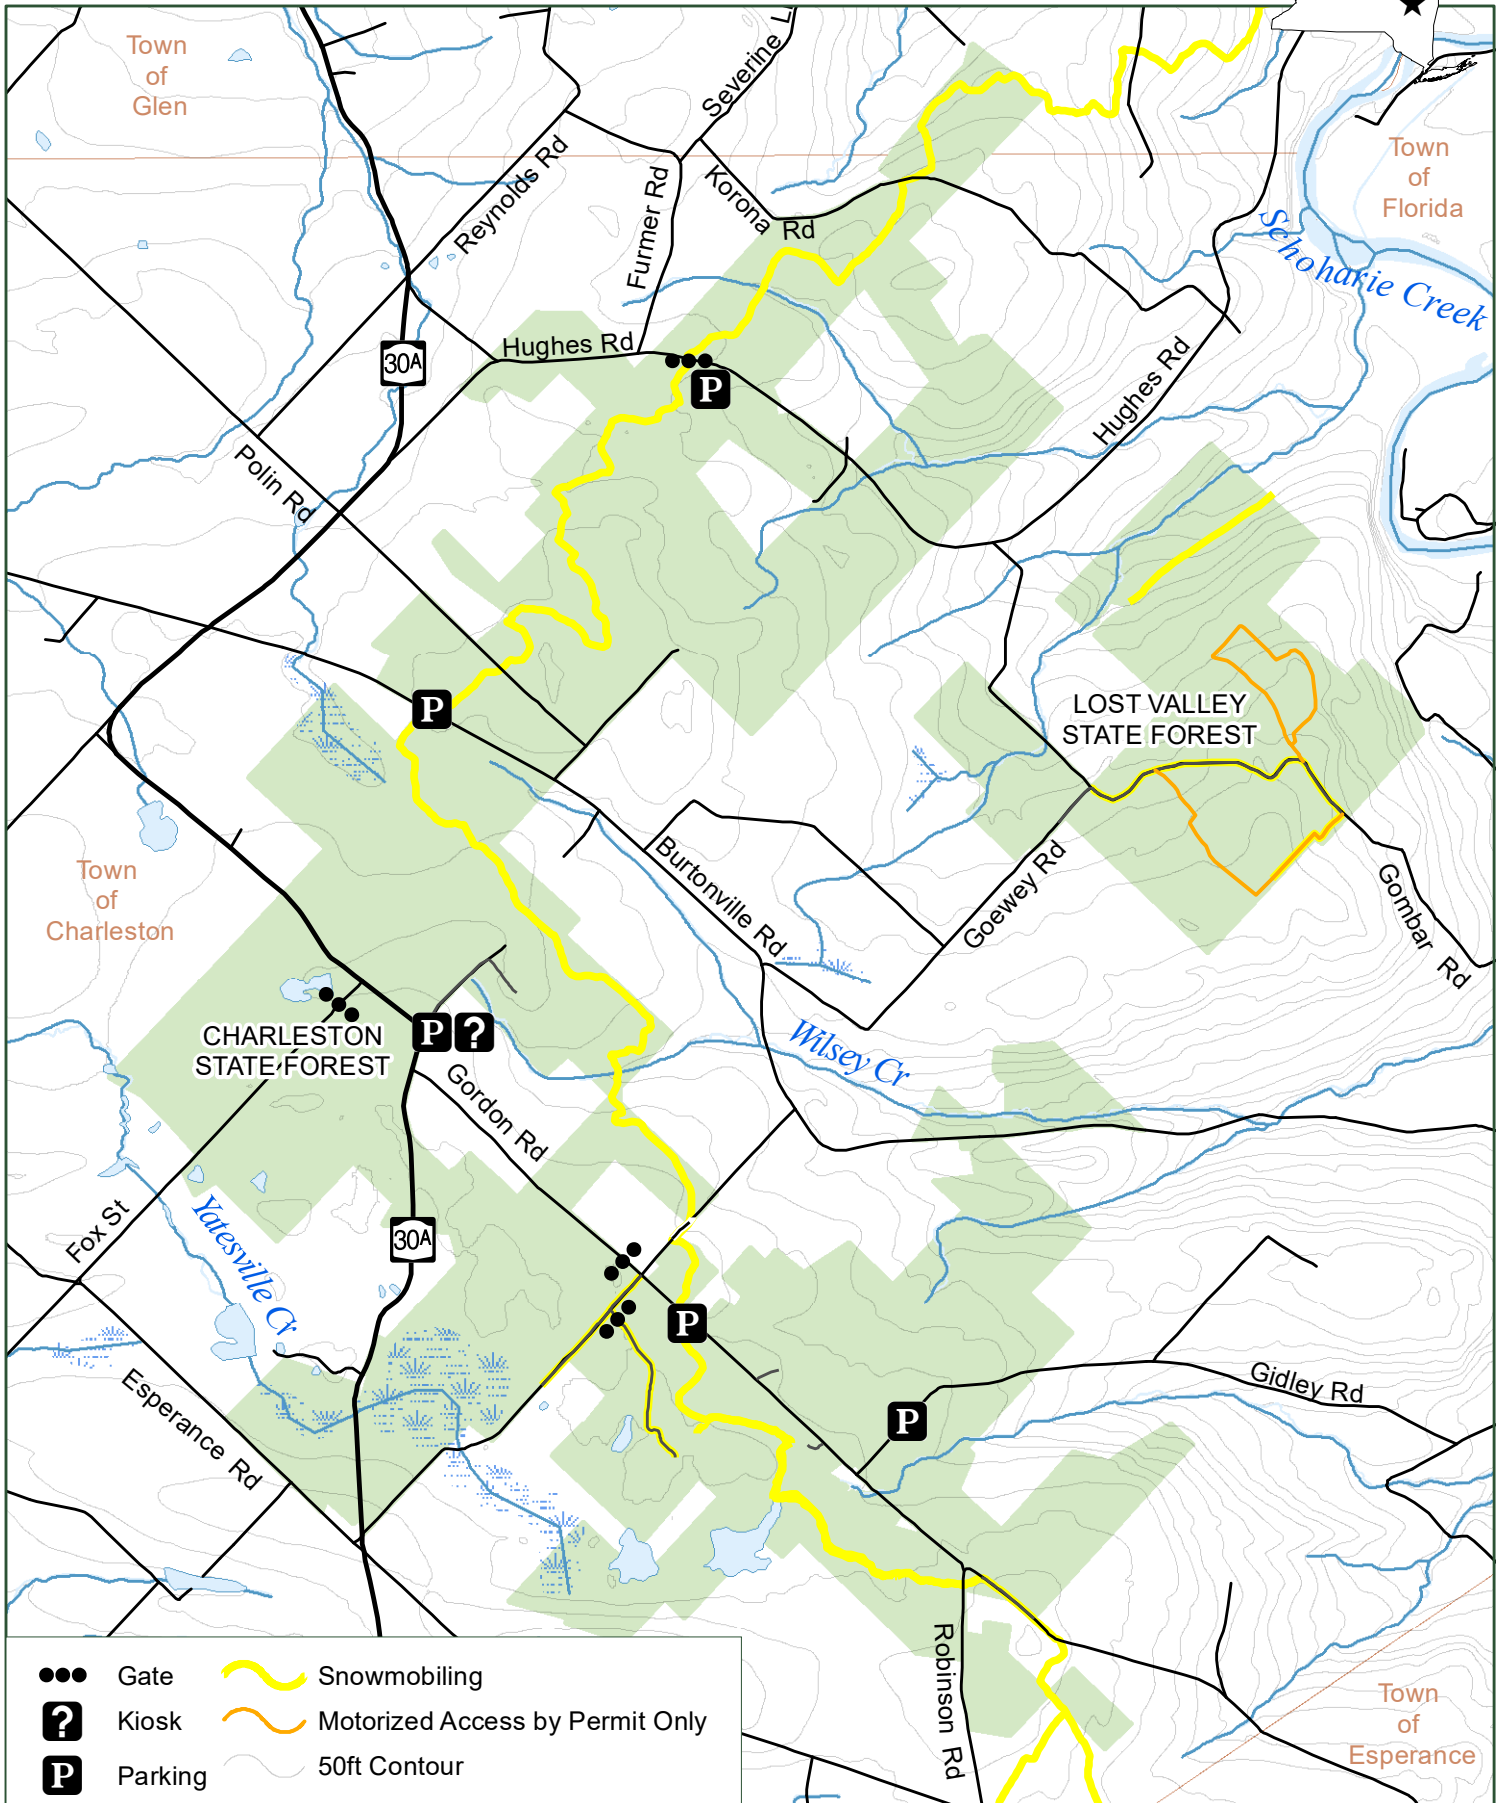 Town
of
Glen
Severine
Town
of
Florida
Reynolds Rd
Furmer Rd
Korona
Rd
Schoharie Creek
Hughes Rd
30A
P
Hughes Rd
Polin Rd
P
LOST VALLEY
STATE FOREST
Town
of
Charleston
Burtonville Rd
Goewey Rd
Gombar Rd
CHARLESTON
STATE FOREST
P
?
Wilsey Cr
Gordon Rd
Fox St
Yatesville Cr
30A
P
Esperance Rd
Gidley Rd
P
Robinson Rd
Town
of
Esperance
Gate
Snowmobiling
?
Kiosk
Motorized Access by Permit Only
P
Parking
50ft Contour